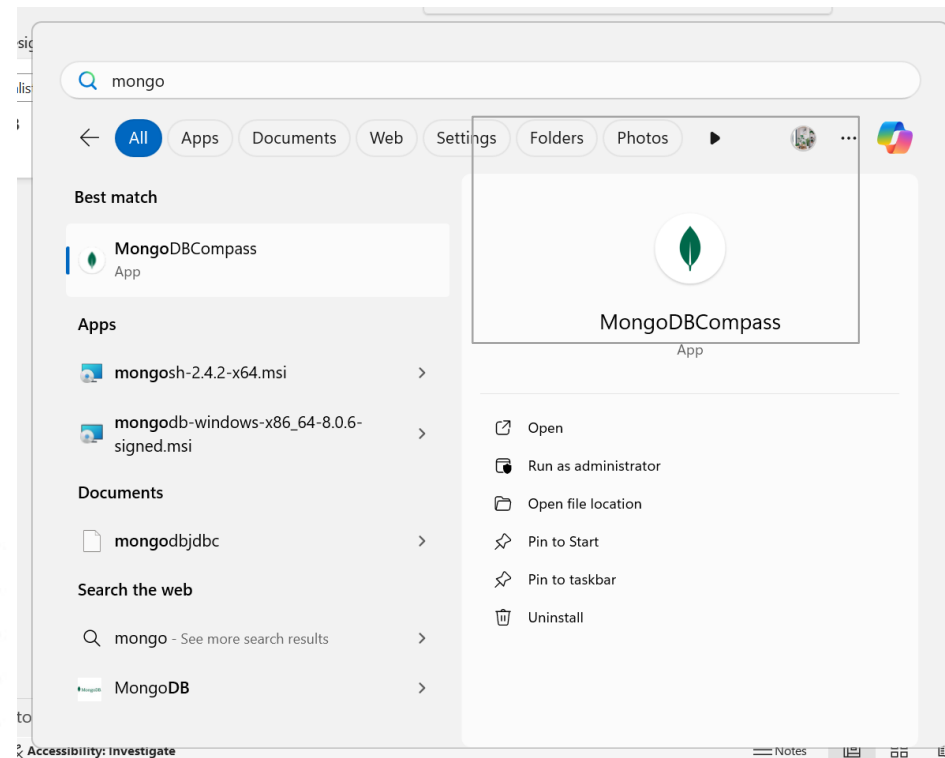 mongo
All Apps Documents Web Settings Folders Photos
Best match
MongoDBCompass
App
Apps
mongosh-2.4.2-x64.msi
mongodb-windows-x86_64-8.0.6-
signed.msi
Documents
mongodbjdbc
Search the web
mongo - See more search results
MongoDB
MongoDBCompass
App
Open
Run as administrator
Open file location
Pin to Start
Pin to taskbar
Uninstall
Accessibility: Investigate
Notes